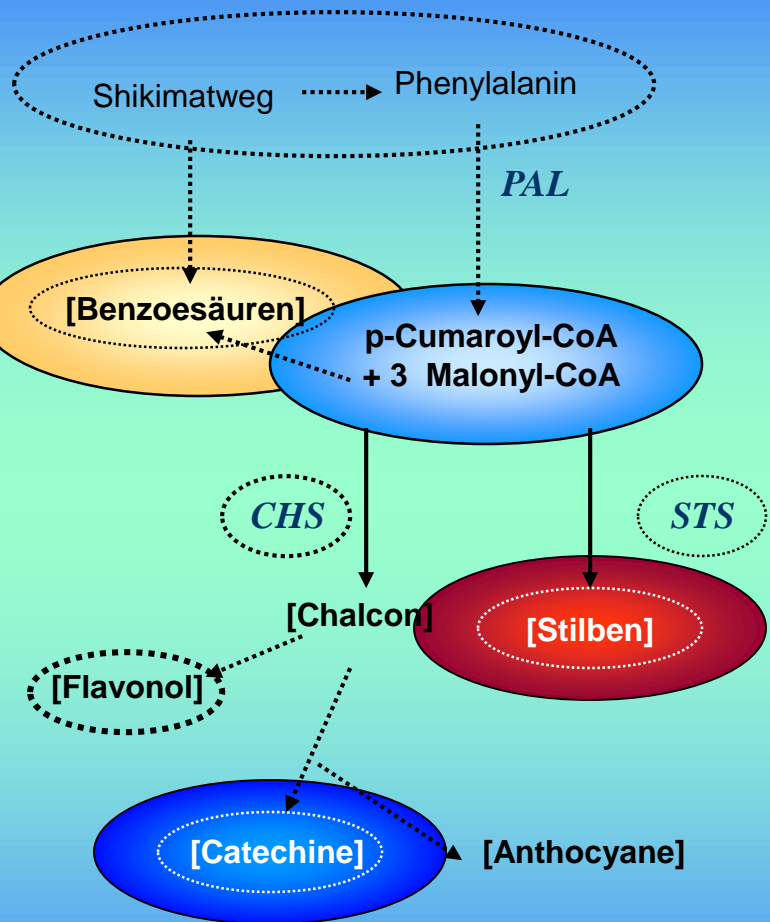 Shikimatweg
Phenylalanin
PAL
[Benzoesäuren]
p-Cumaroyl-CoA
+ 3 Malonyl-CoA
CHS
STS
[Chalcon]
[Stilben]
[Flavonol]
[Catechine]
[Anthocyane]